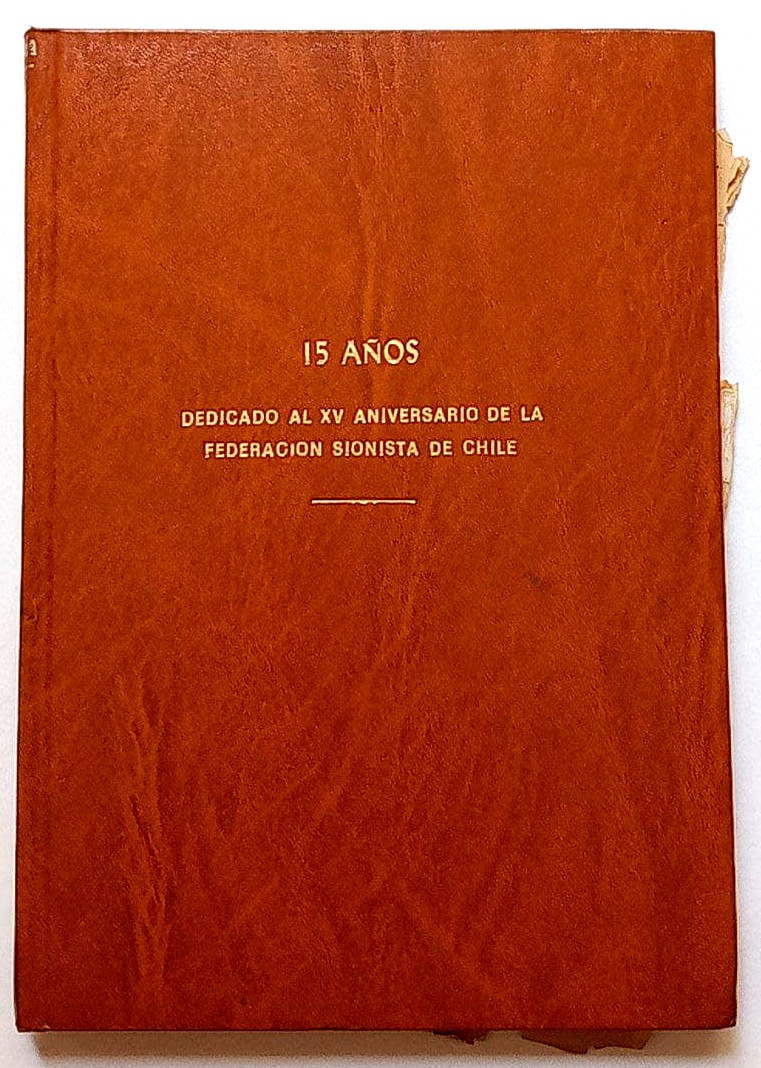 15 AÑOS
DEDICADO AL XV ANIVERSARIO DE LA
FEDERACION SIONISTA DE CHILE